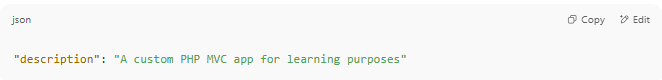 json Copy Edit
"description": "A custom PHP MVC app for learning purposes"